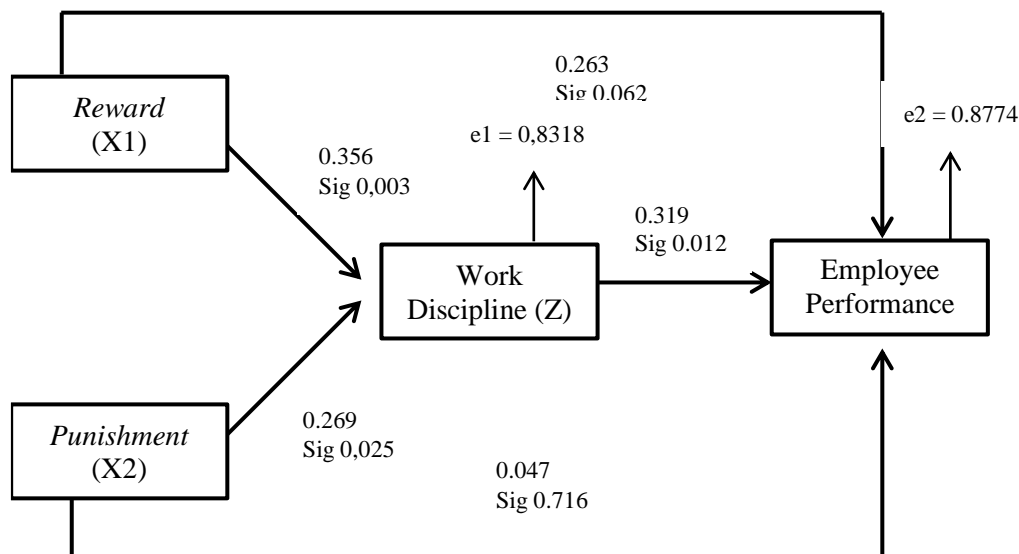 0.263
Sig 0.062
Reward
(X1)
e1 = 0,8318
e2 = 0.8774
0.356
Sig 0,003
0.319
Sig 0.012
Work
Discipline (Z)
Employee
Performance
Punishment
(X2)
0.269
Sig 0,025
0.047
Sig 0.716